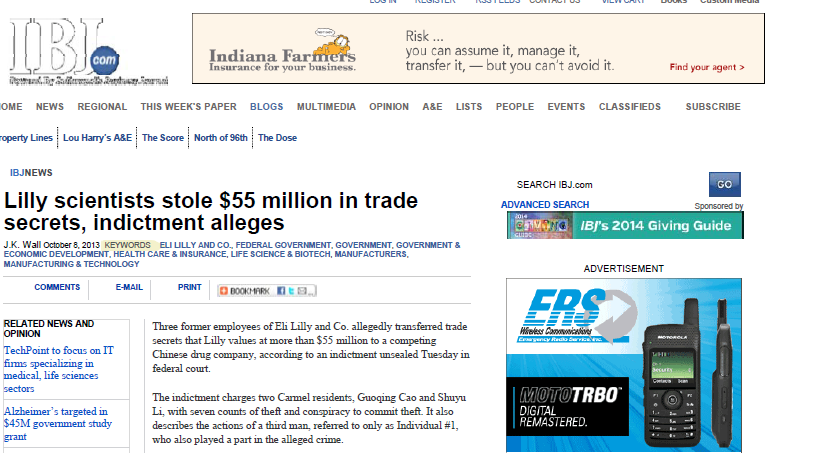 LOG IN REGISTER RSS FEEDS CONTACT US VIEW CART Books Custom Media
IBJ.com
Powered By Indianapolis Business Journal
Indiana Farmers
Insurance for your business.
Risk ...
you can assume it, manage it,
transfer it, — but you can't avoid it.
Find your agent >
OME NEWS REGIONAL THIS WEEK'S PAPER BLOGS MULTIMEDIA OPINION A&E LISTS PEOPLE EVENTS CLASSIFIEDS SUBSCRIBE
roperty Lines Lou Harry's A&E The Score North of 96th The Dose
IBJNEWS
Lilly scientists stole $55 million in trade
secrets, indictment alleges
J.K. Wall October 8, 2013 KEYWORDS ELI LILLY AND CO., FEDERAL GOVERNMENT, GOVERNMENT, GOVERNMENT &
ECONOMIC DEVELOPMENT, HEALTH CARE & INSURANCE, LIFE SCIENCE & BIOTECH, MANUFACTURERS,
MANUFACTURING & TECHNOLOGY
COMMENTS E-MAIL PRINT BOOKMARK
RELATED NEWS AND
OPINION
TechPoint to focus on IT
firms specializing in
medical, life sciences
sectors
Alzheimer's targeted in
$45M government study
grant
Three former employees of Eli Lilly and Co. allegedly transferred trade
secrets that Lilly values at more than $55 million to a competing
Chinese drug company, according to an indictment unsealed Tuesday in
federal court.
The indictment charges two Carmel residents, Guoqing Cao and Shuyu
Li, with seven counts of theft and conspiracy to commit theft. It also
describes the actions of a third man, referred to only as Individual #1,
who also played a part in the alleged crime.
SEARCH IBJ.com
GO
ADVANCED SEARCH
Sponsored by
2014
IBJ's 2014 Giving Guide
ADVERTISEMENT
ERS
Wireless Communications
Emergency Radio Service, Inc.
MOTOTRBO
DIGITAL
REMASTERED.
MOTOROLA
Security
Contacts Scan